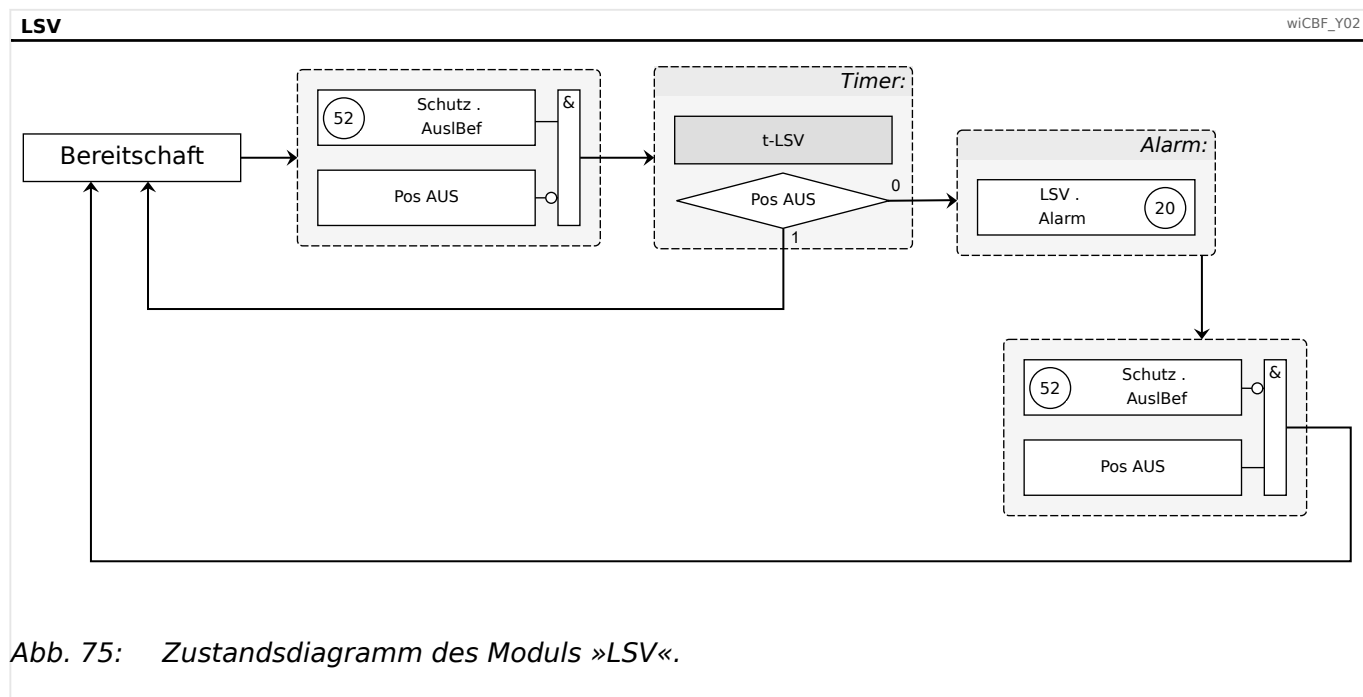 LSV
wiCBF_Y02
Bereitschaft
52
Schutz .
AuslBef
Pos AUS
&
Timer:
t-LSV
Pos AUS
0
1
Alarm:
LSV .
Alarm
20
52
Schutz .
AuslBef
Pos AUS
&
Abb. 75: Zustandsdiagramm des Moduls »LSV«.